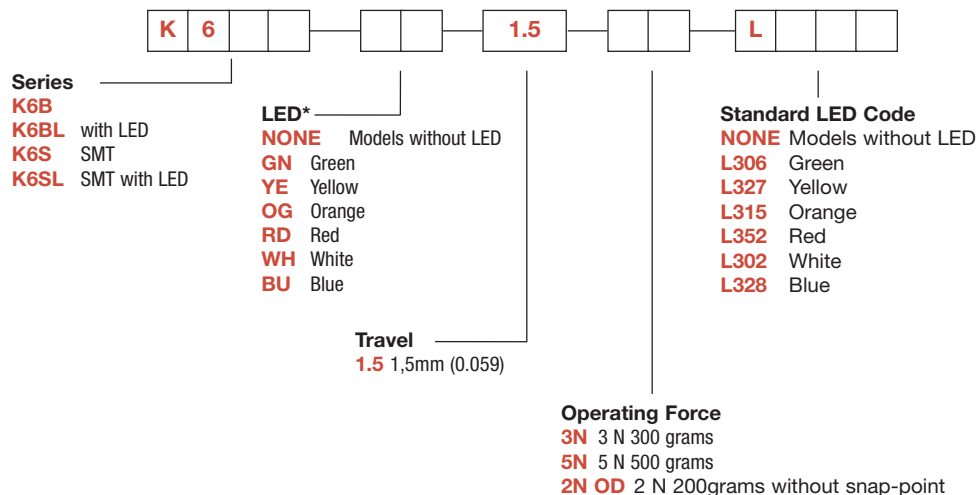 K 6 1.5 L
Series
K6B
K6BL with LED
K6S SMT
K6SL SMT with LED
LED*
NONE Models without LED
GN Green
YE Yellow
OG Orange
RD Red
WH White
BU Blue
Travel
1.5 1,5mm (0.059)
Operating Force
3N 3 N 300 grams
5N 5 N 500 grams
2N OD 2 N 200grams without snap-point
Standard LED Code
NONE Models without LED
L306 Green
L327 Yellow
L315 Orange
L352 Red
L302 White
L328 Blue